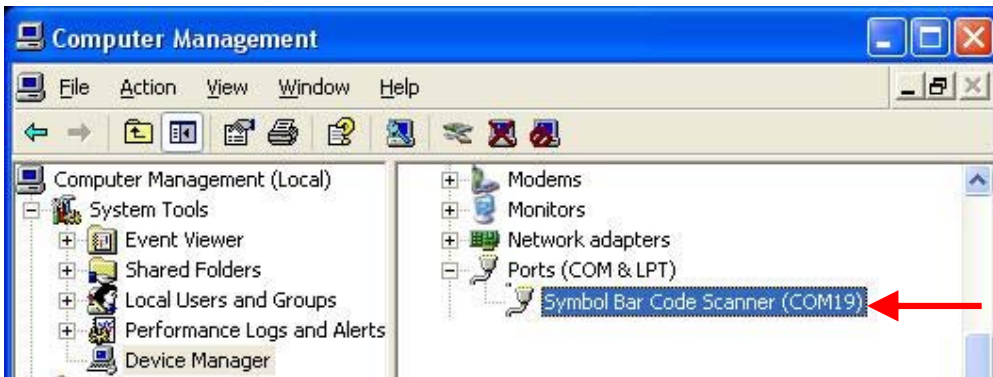 Computer Management
File Action View Window Help
Computer Management (Local)
System Tools
Event Viewer
Shared Folders
Local Users and Groups
Performance Logs and Alerts
Device Manager
Modems
Monitors
Network adapters
Ports (COM & LPT)
Symbol Bar Code Scanner (COM19)